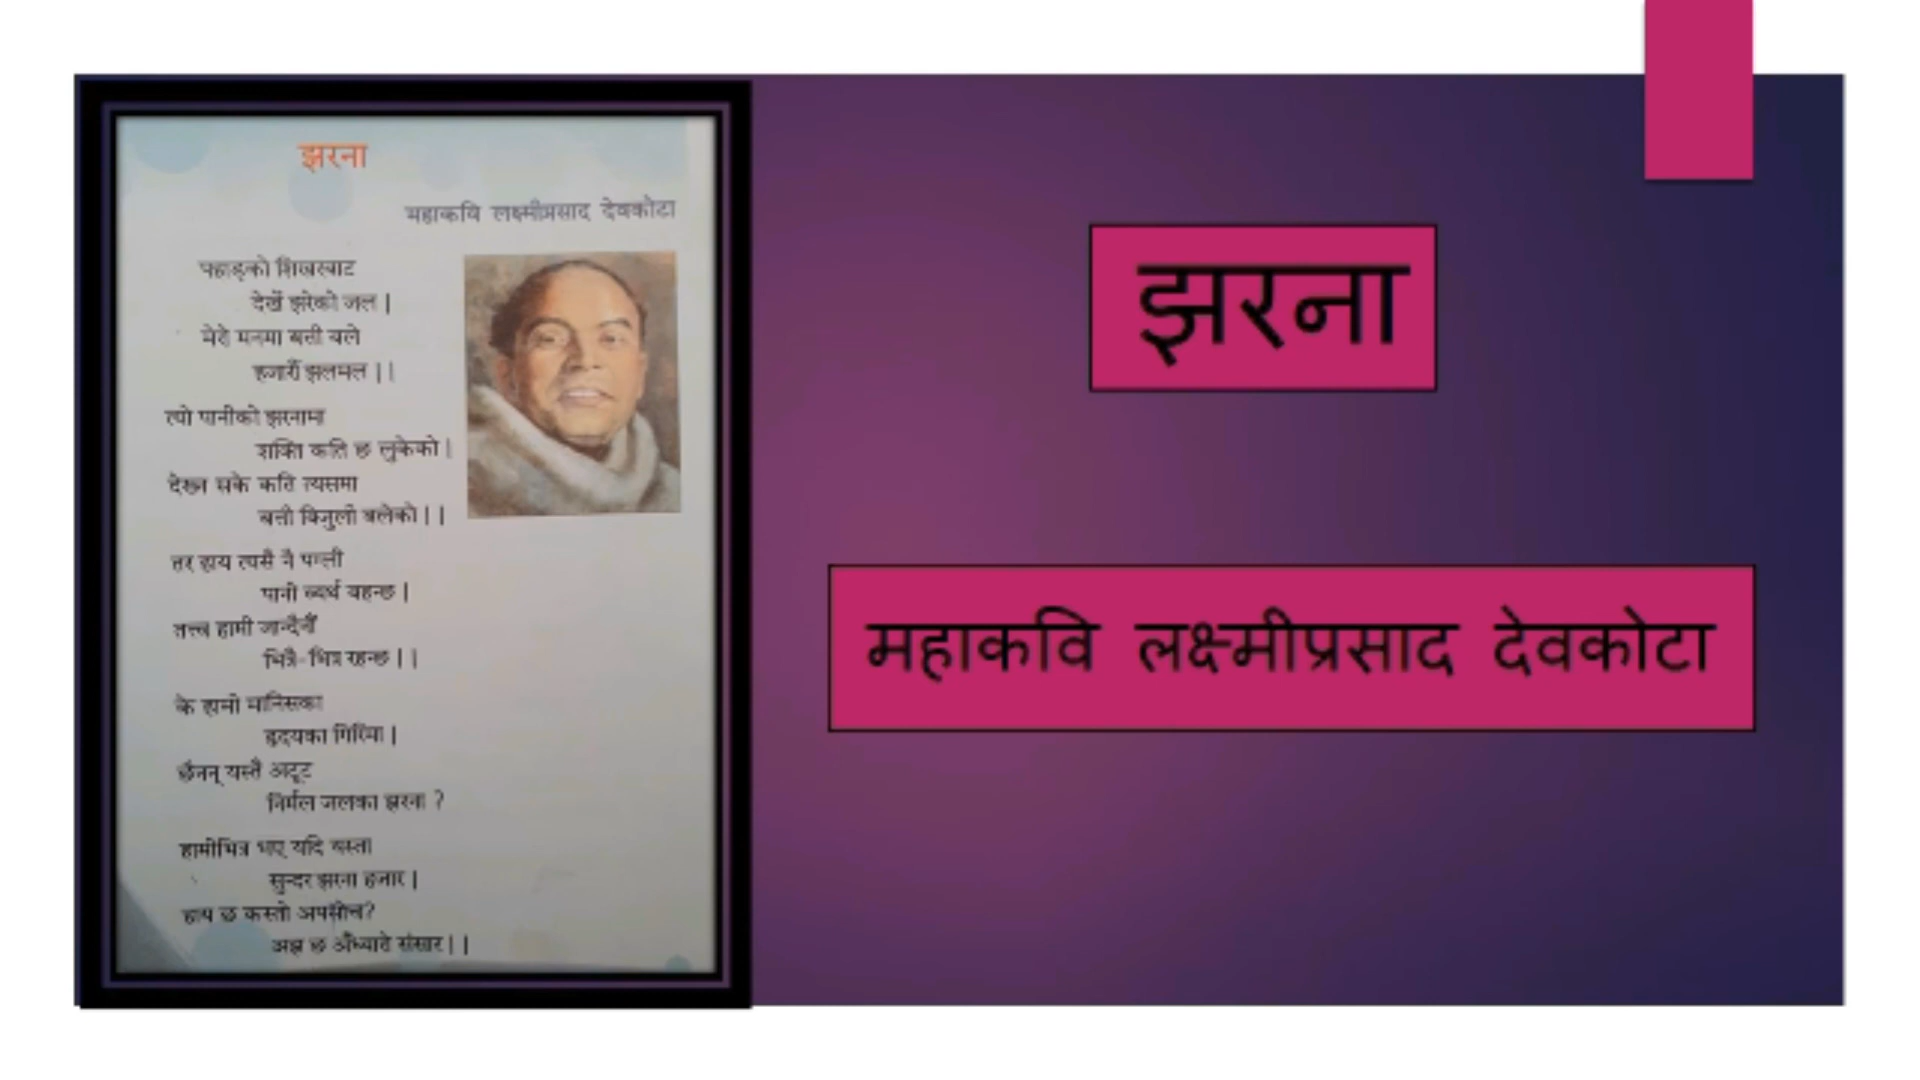 झरना
महाकवि लक्ष्मीप्रसाद देवकोटा
पहाड्को शिखरबाट
देखें झरेको जल |
मेरो मनमा बत्ती बले
हजारौं झलमल ||
त्यो पानीको झरनामा
शक्ति कति छ लुकेको |
देख्न सके कति त्यसमा
बत्ती बिजुली बलेको ||
तर हाय त्यसै नै पग्ली
पानी व्यर्थ बहन्छ |
तत्त्व हामी जान्दैनौं
भित्रै-भित्र रहन्छ ||
के हामी मानिसका
हृदयका गिरिमा |
छैनन् यस्तै अटूट
निर्मल जलका झरना ?
हामीभित्र भए यदि यस्ता
सुन्दर झरना हजार |
हाय छ कस्तो अपसोच?
अझ छ अँध्यारो संसार ||
झरना
महाकवि लक्ष्मीप्रसाद देवकोटा